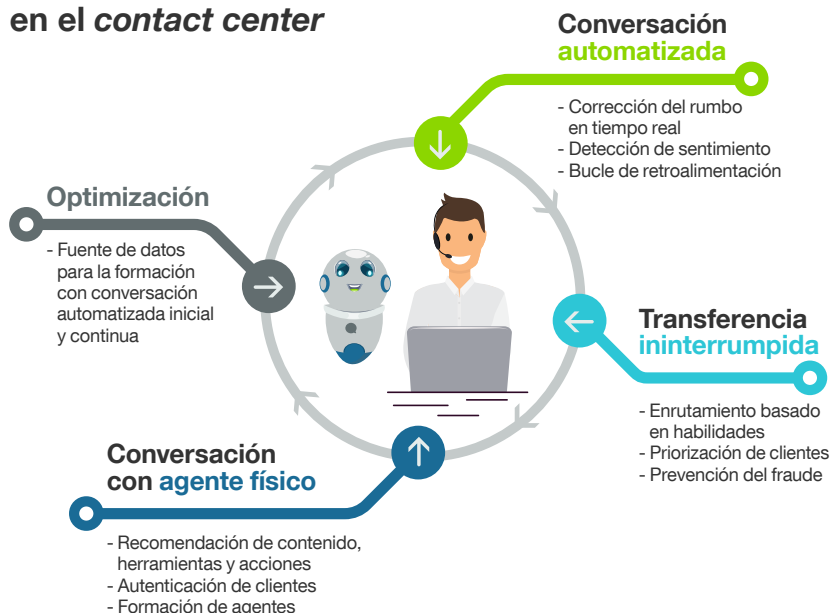 en el contact center
Conversación
automatizada
- Corrección del rumbo
en tiempo real
- Detección de sentimiento
- Bucle de retroalimentación
Optimización
- Fuente de datos
para la formación
con conversación
automatizada inicial
y continua
Transferencia
ininterrumpida
- Enrutamiento basado
en habilidades
- Priorización de clientes
- Prevención del fraude
Conversación
con agente físico
- Recomendación de contenido,
herramientas y acciones
- Autenticación de clientes
- Formación de agentes